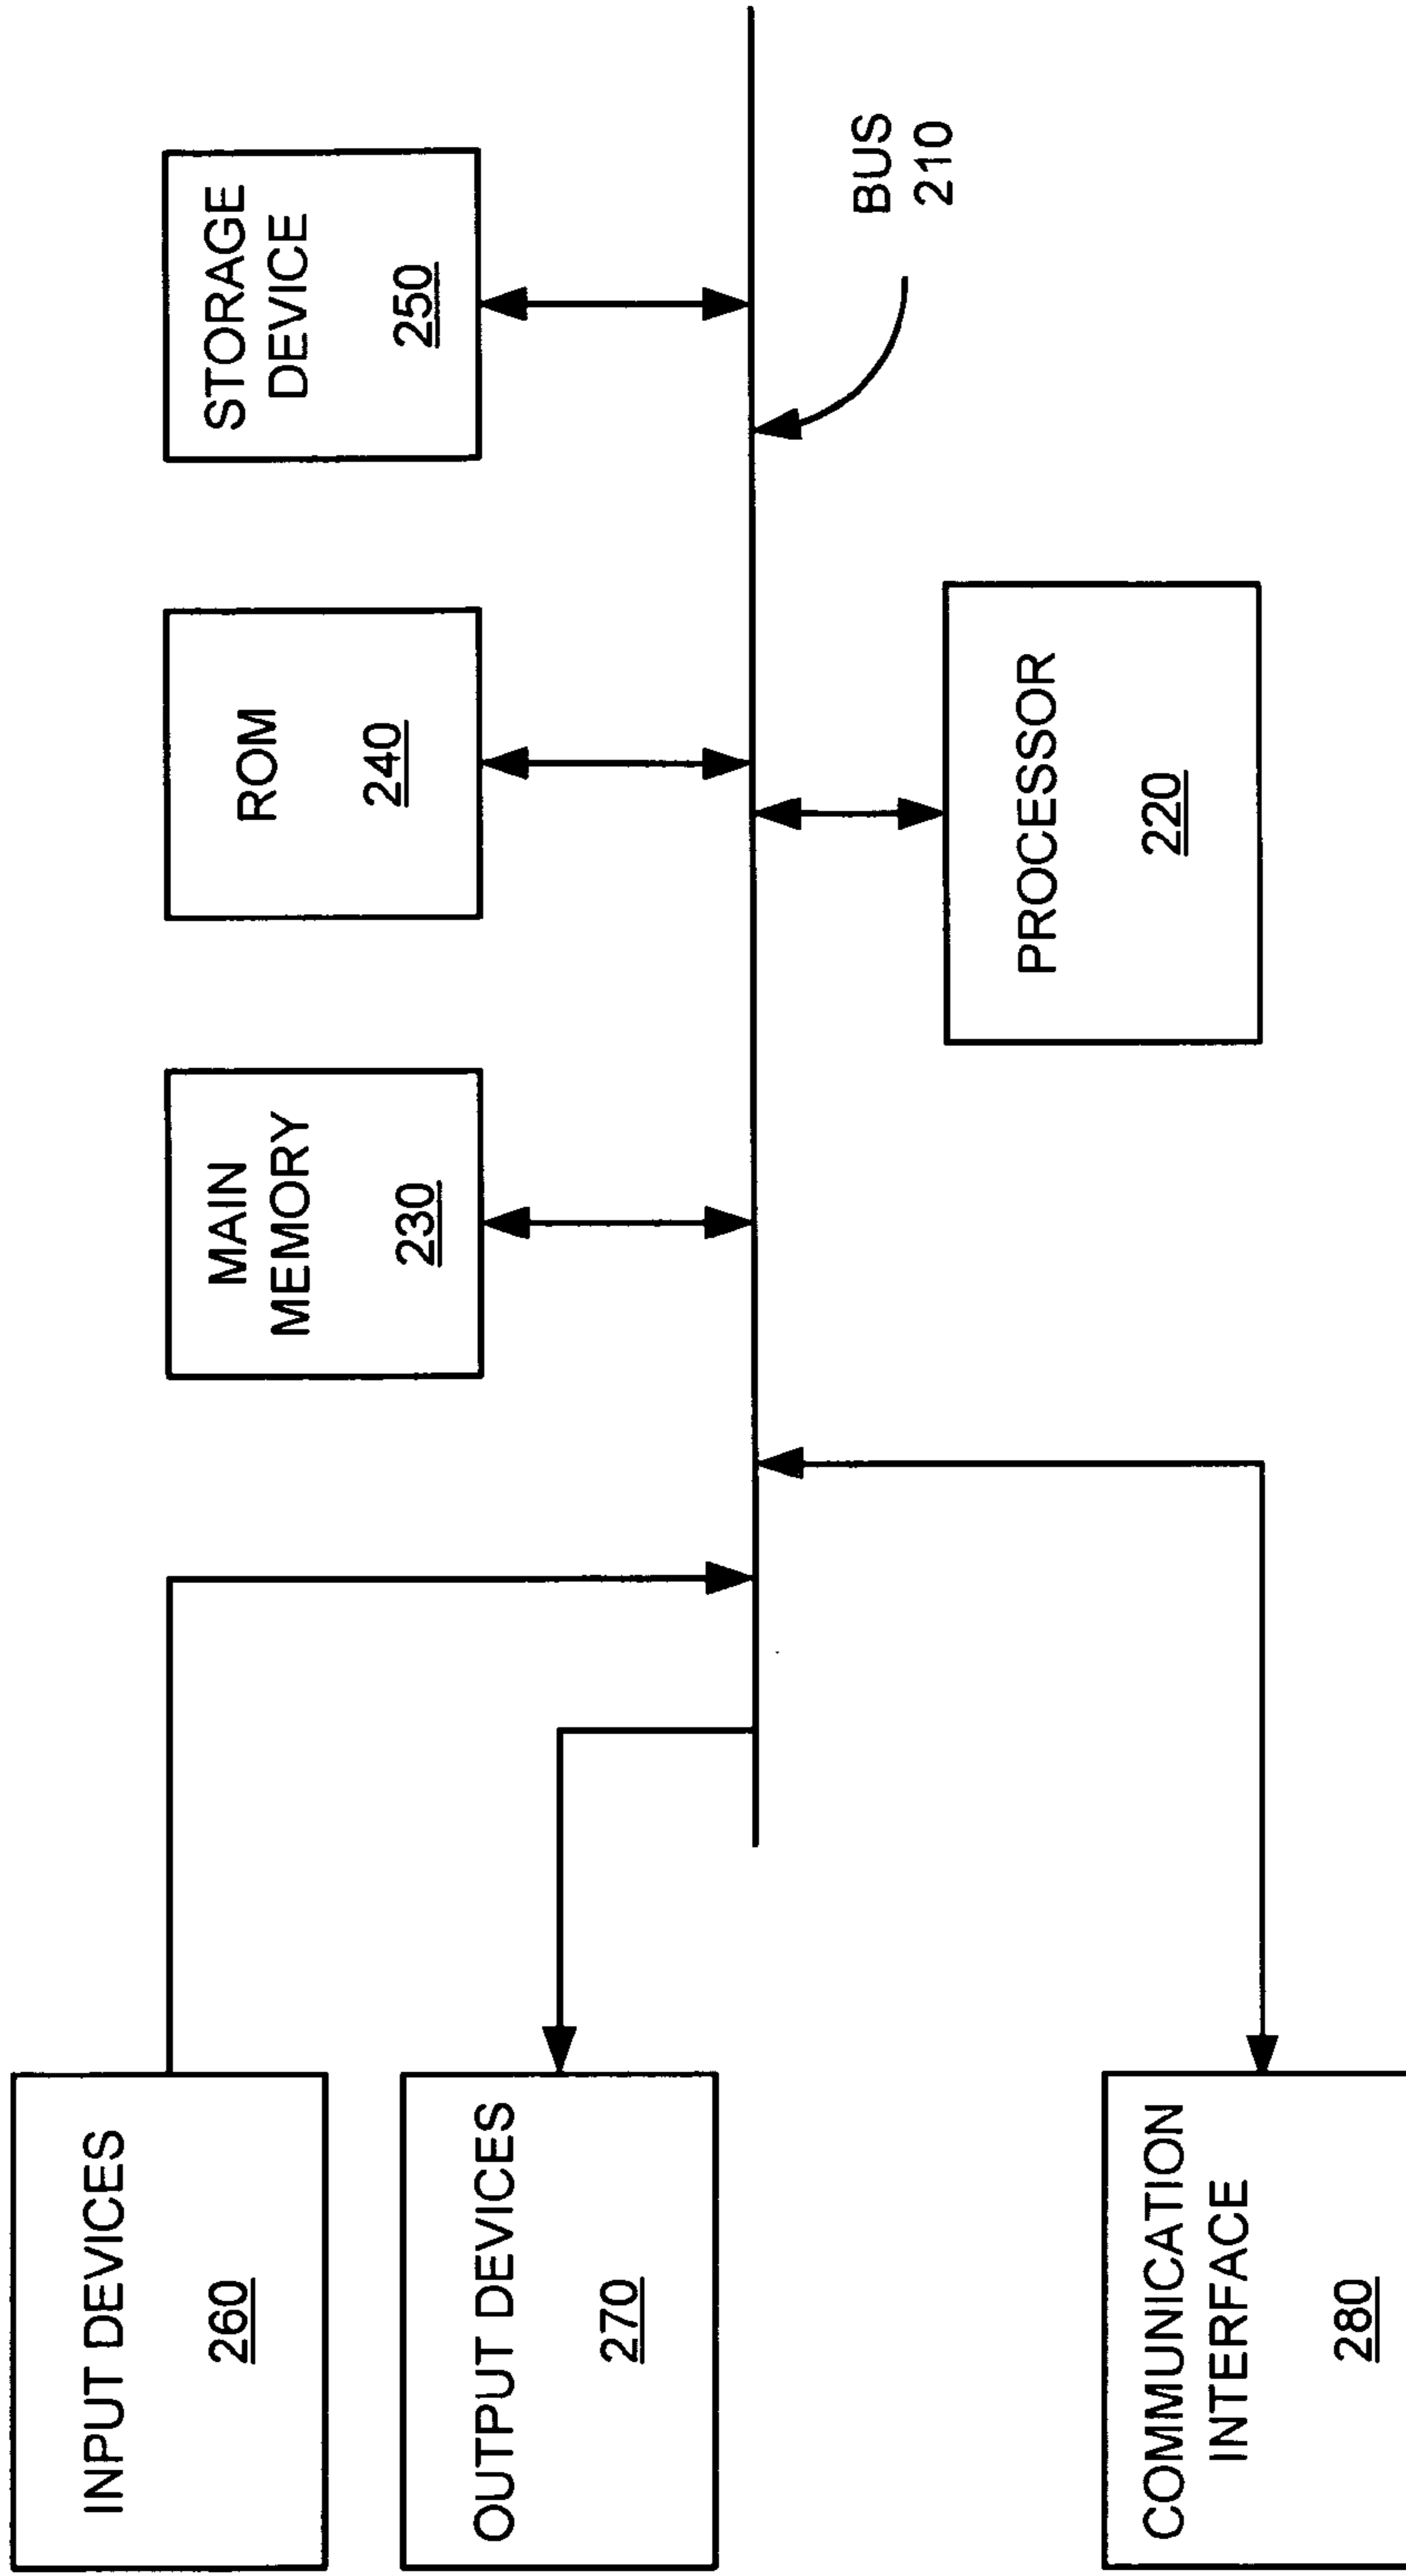 INPUT DEVICES
260
OUTPUT DEVICES
270
COMMUNICATION
INTERFACE
280
MAIN
MEMORY
230
ROM
240
STORAGE
DEVICE
250
PROCESSOR
220
BUS
210